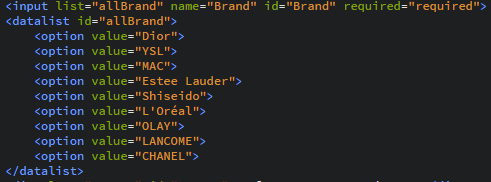 <input list="allBrand" name="Brand" id="Brand" required="required">
<datalist id="allBrand">
<option value="Dior">
<option value="YSL">
<option value="MAC">
<option value="Estee Lauder">
<option value="Shiseido">
<option value="L'Oréal">
<option value="OLAY">
<option value="LANCOME">
<option value="CHANEL">
</datalist>